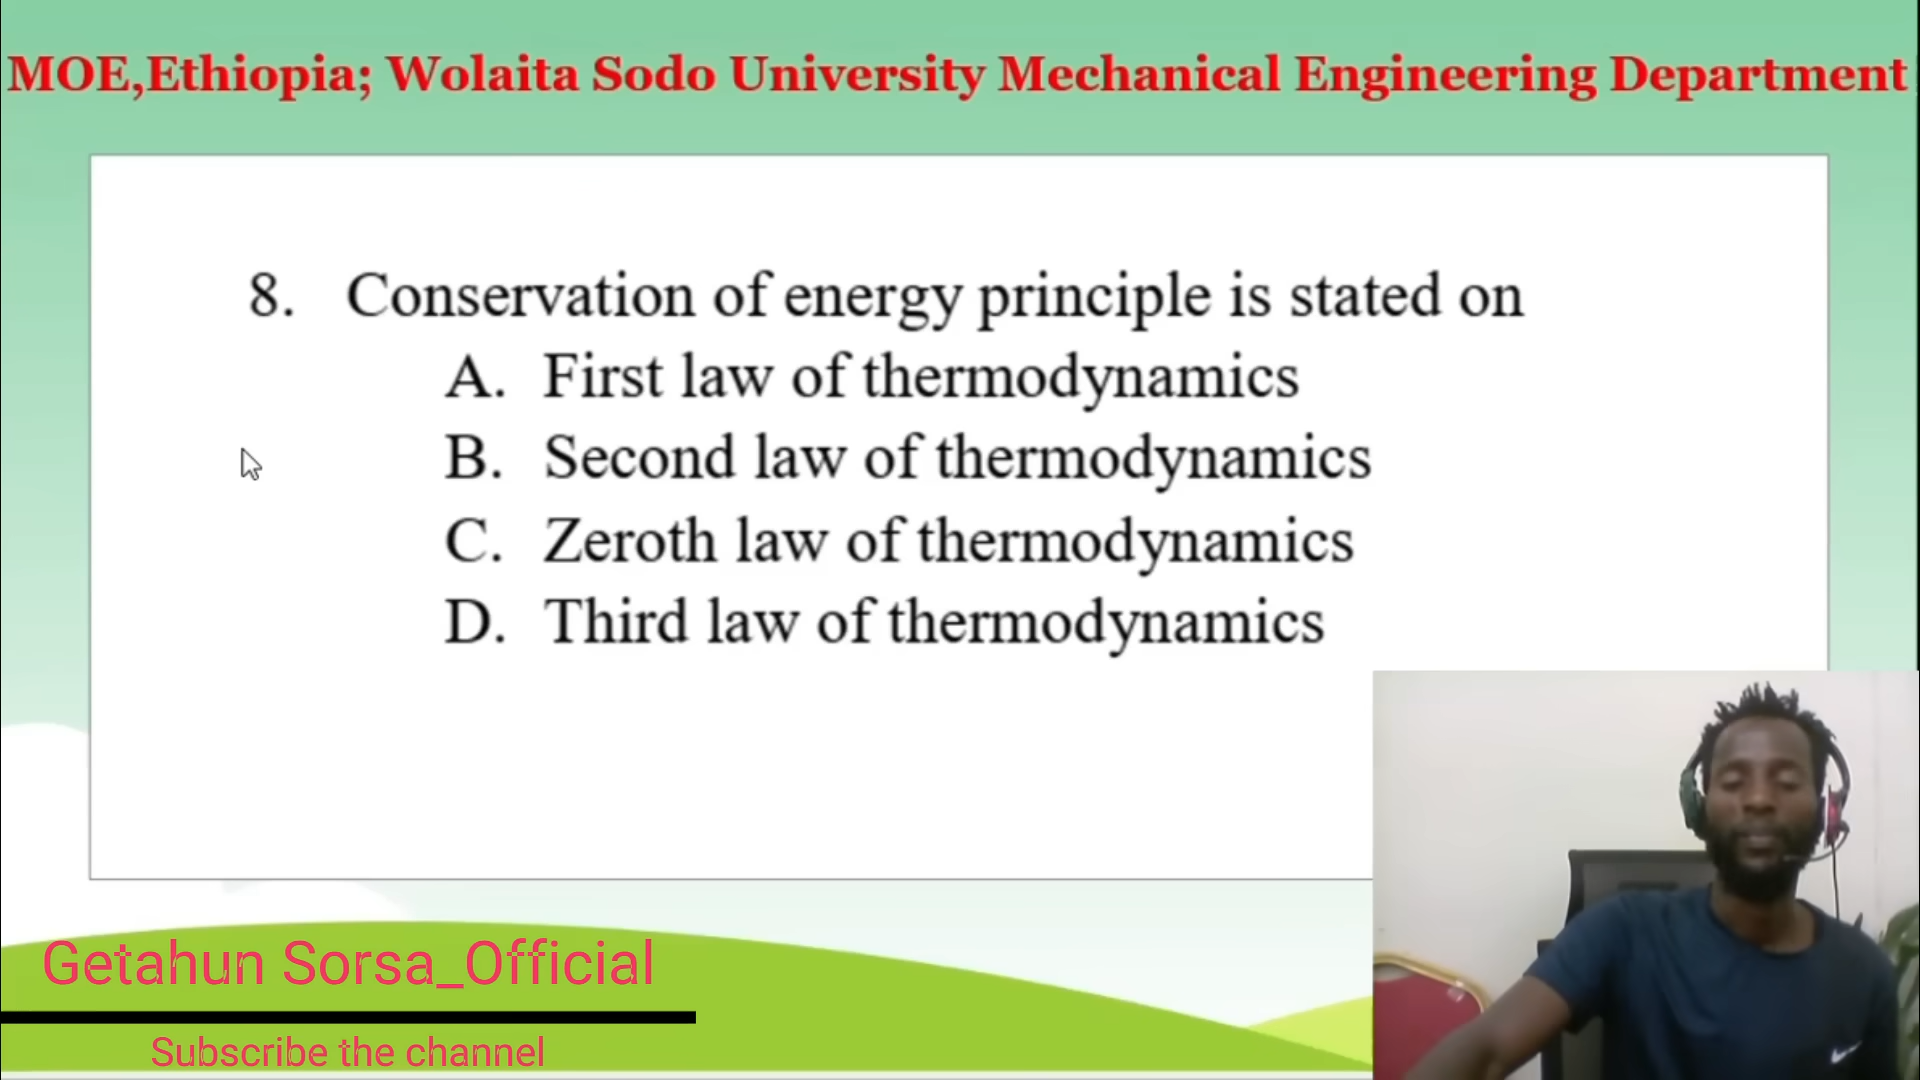 MOE,Ethiopia; Wolaita Sodo University Mechanical Engineering Department
8. Conservation of energy principle is stated on
A. First law of thermodynamics
B. Second law of thermodynamics
C. Zeroth law of thermodynamics
D. Third law of thermodynamics
Getahun Sorsa_Official
Subscribe the channel